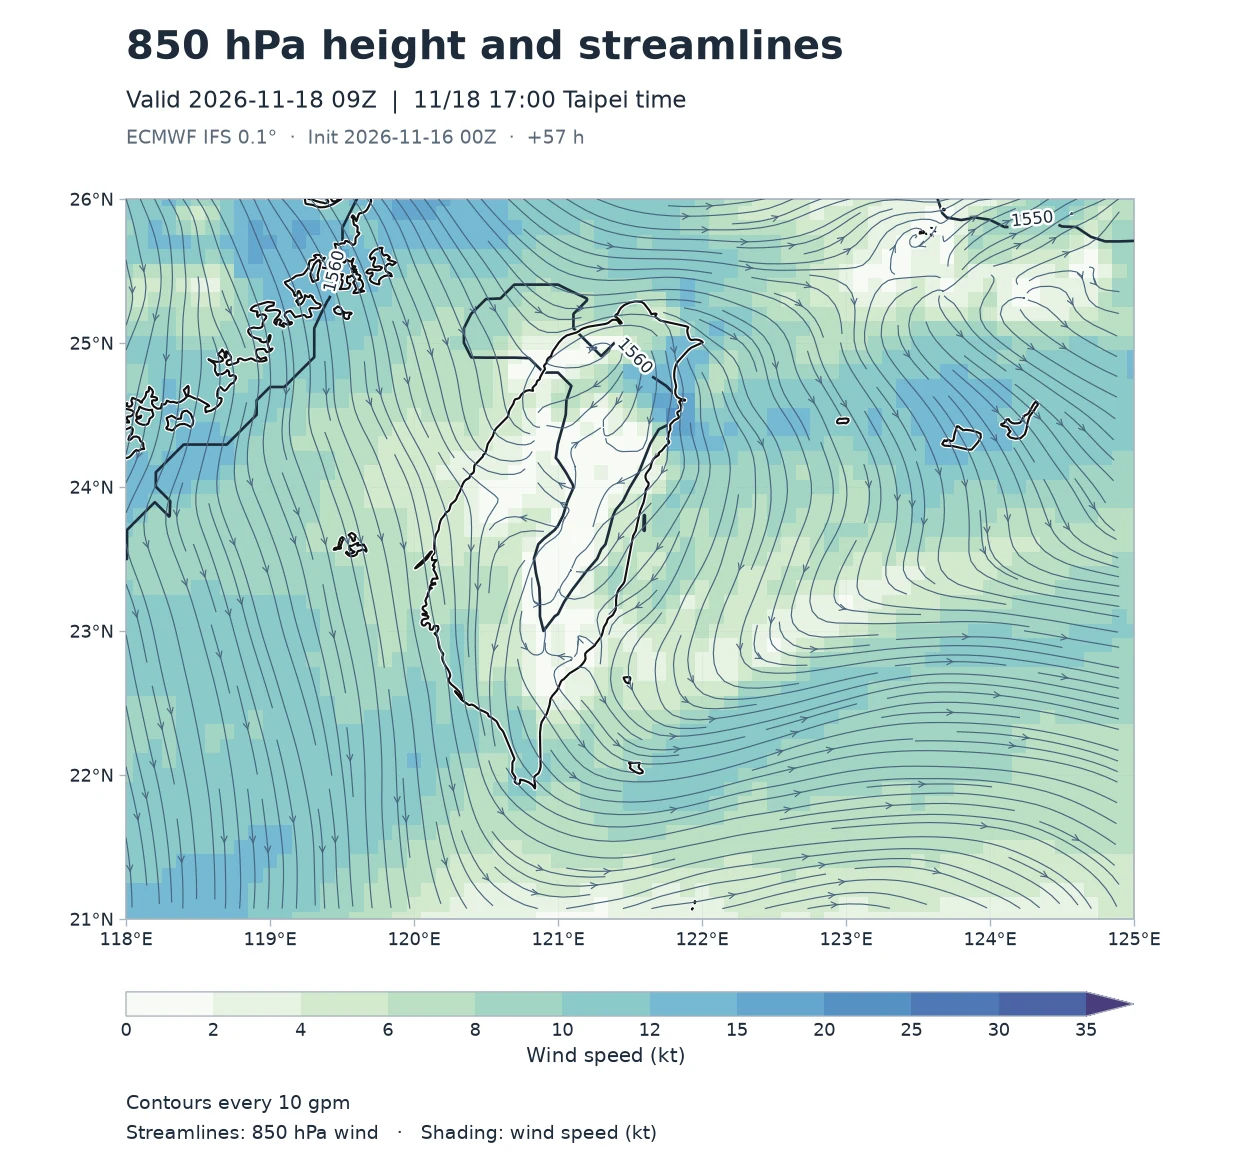 850 hPa height and streamlines
Valid 2026-11-18 09Z | 11/18 17:00 Taipei time
ECMWF IFS 0.1° · Init 2026-11-16 00Z · +57 h
26°N
25°N
24°N
23°N
22°N
21°N
1550
1560
1560
118°E 119°E 120°E 121°E 122°E 123°E 124°E 125°E
0 2 4 6 8 10 12 15 20 25 30 35
Wind speed (kt)
Contours every 10 gpm
Streamlines: 850 hPa wind · Shading: wind speed (kt)